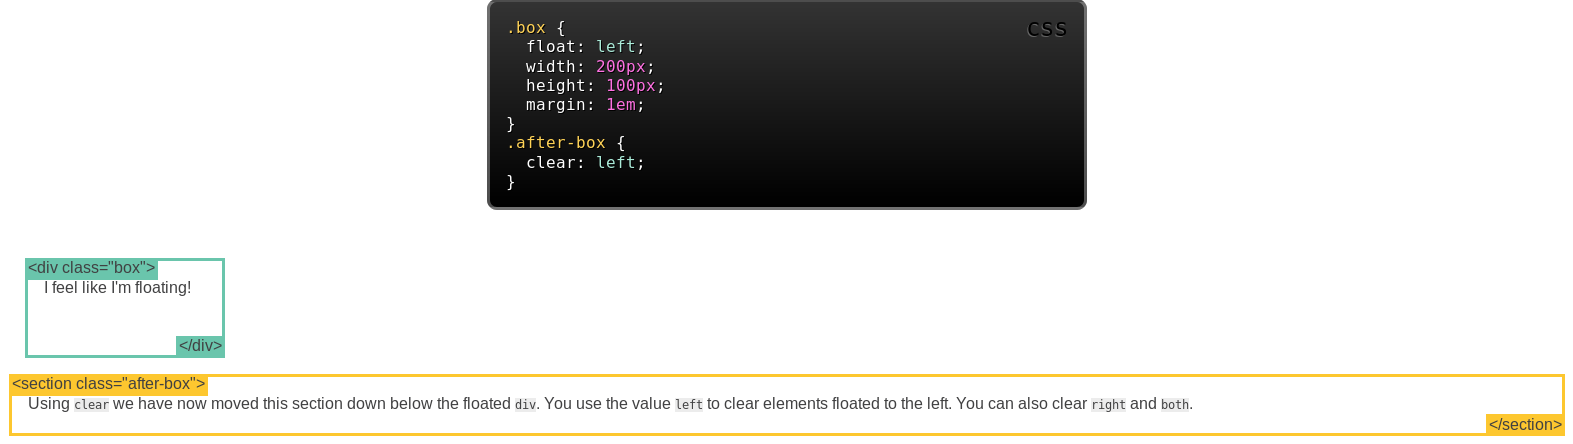 CSS
.box {
  float: left;
  width: 200px;
  height: 100px;
  margin: 1em;
}
.after-box {
  clear: left;
}
<div class="box">
I feel like I'm floating!
</div>
<section class="after-box">
Using clear we have now moved this section down below the floated div. You use the value left to clear elements floated to the left. You can also clear right and both.
</section>